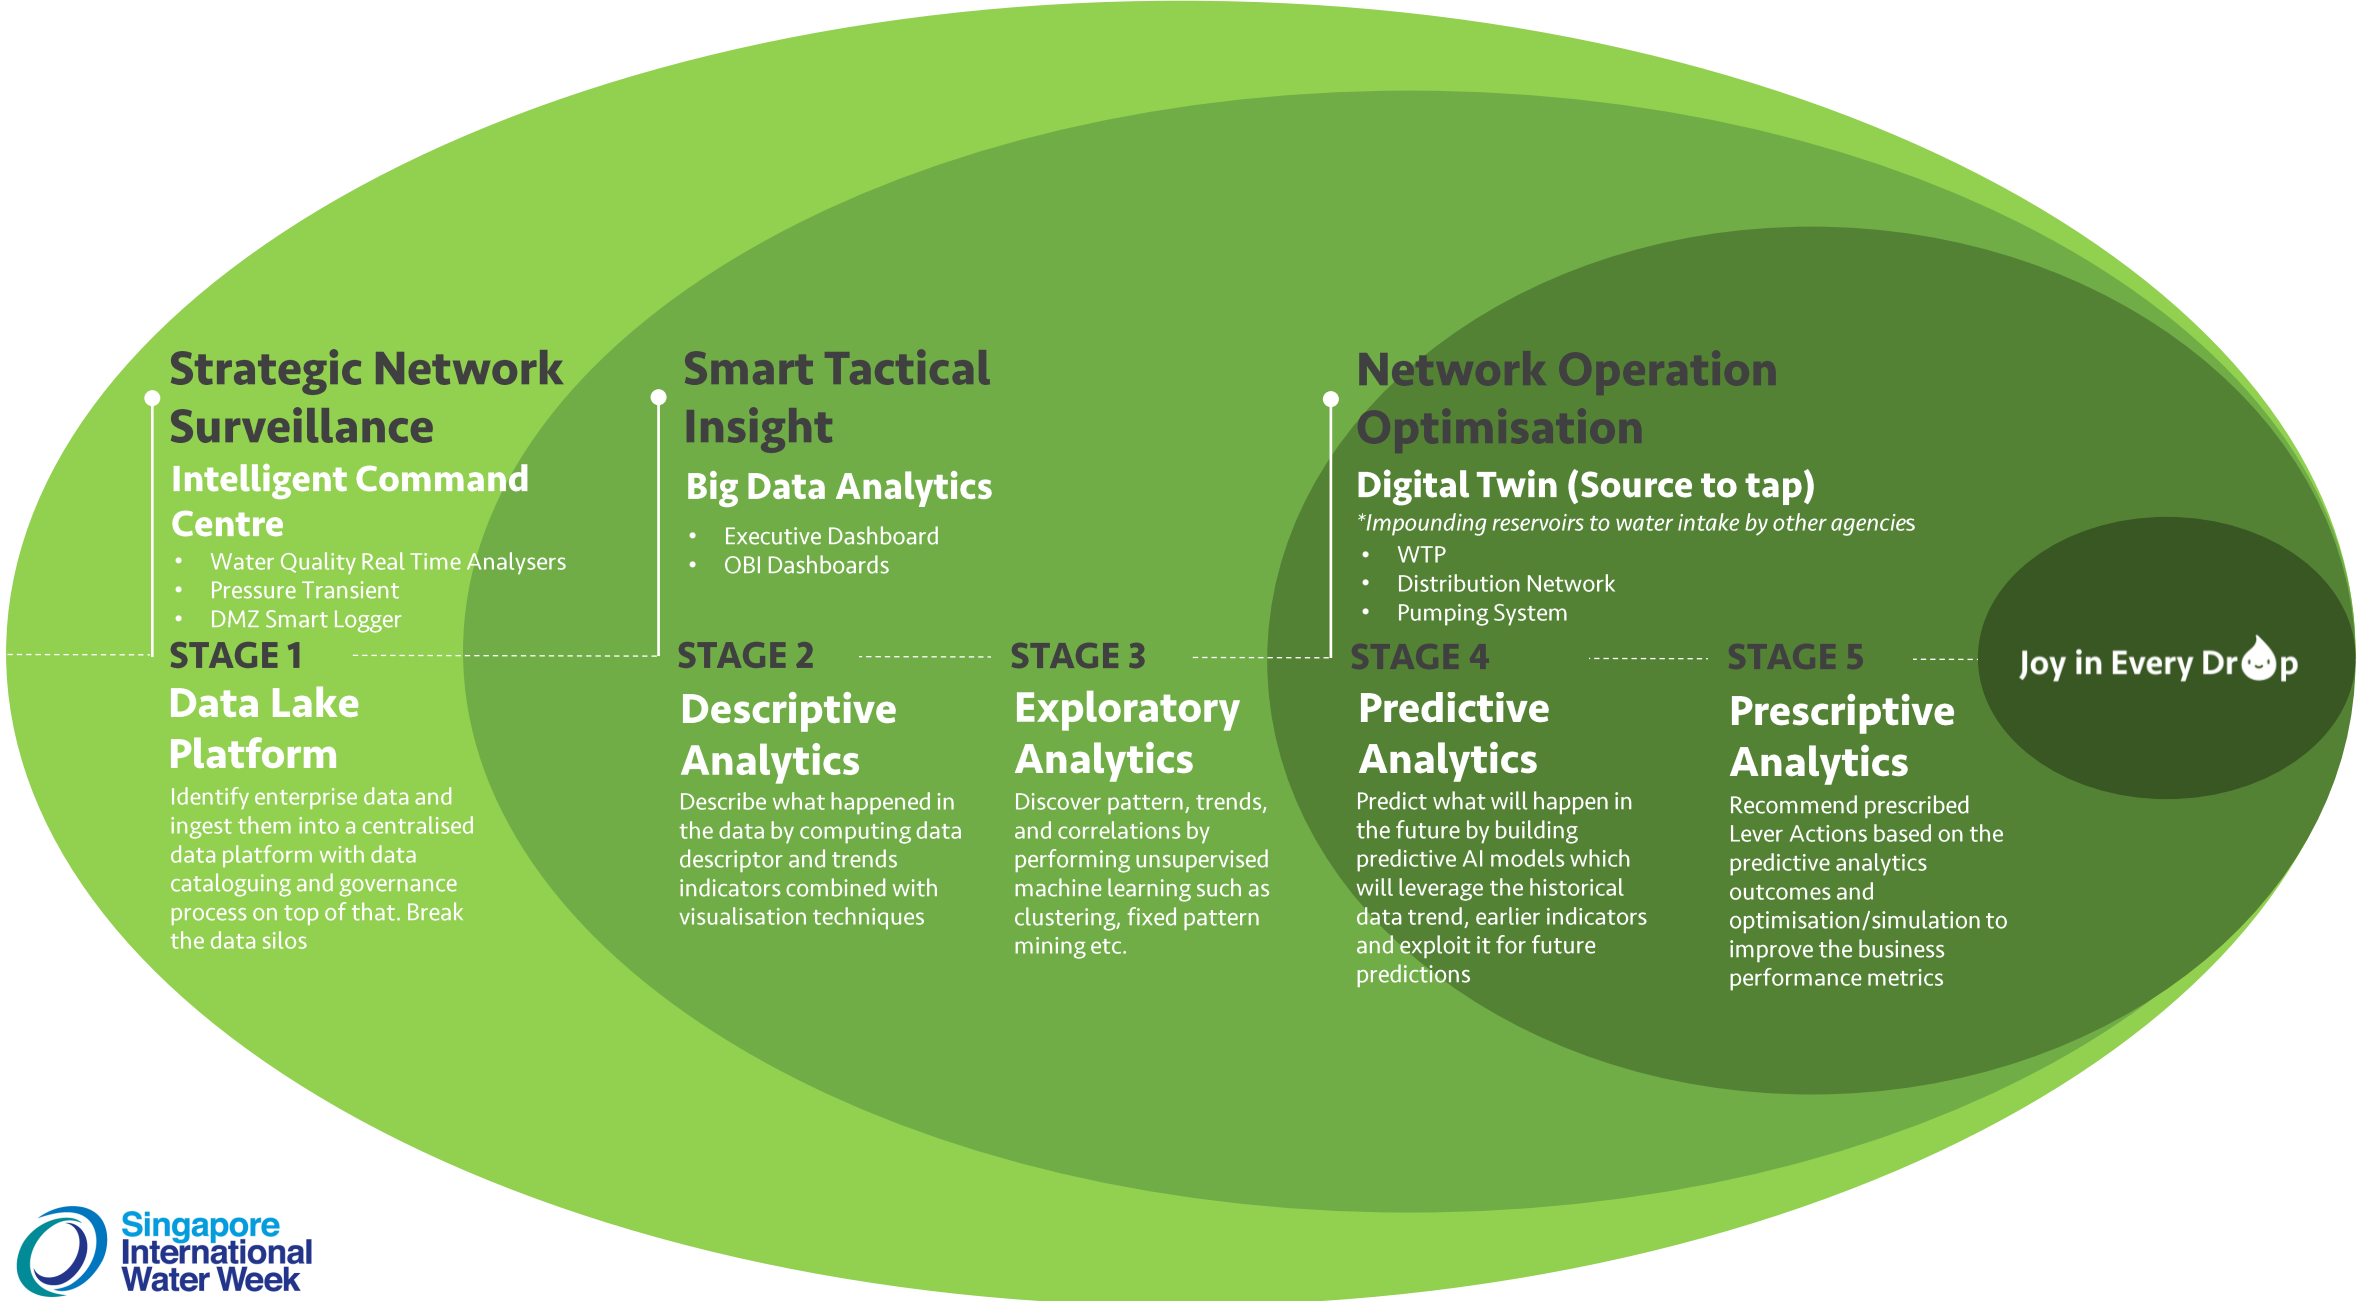 Strategic Network
Surveillance
Intelligent Command
Centre
• Water Quality Real Time Analysers
• Pressure Transient
• DMZ Smart Logger
STAGE 1
Data Lake
Platform
Identify enterprise data and
ingest them into a centralised
data platform with data
cataloguing and governance
process on top of that. Break
the data silos
Smart Tactical
Insight
Big Data Analytics
• Executive Dashboard
• OBI Dashboards
STAGE 2
Descriptive
Analytics
Describe what happened in
the data by computing data
descriptor and trends
indicators combined with
visualisation techniques
STAGE 3
Exploratory
Analytics
Discover pattern, trends,
and correlations by
performing unsupervised
machine learning such as
clustering, fixed pattern
mining etc.
Network Operation
Optimisation
Digital Twin (Source to tap)
*Impounding reservoirs to water intake by other agencies
• WTP
• Distribution Network
• Pumping System
STAGE 4
Predictive
Analytics
Predict what will happen in
the future by building
predictive AI models which
will leverage the historical
data trend, earlier indicators
and exploit it for future
predictions
STAGE 5
Prescriptive
Analytics
Recommend prescribed
Lever Actions based on the
predictive analytics
outcomes and
optimisation/simulation to
improve the business
performance metrics
Joy in Every Drop
Singapore
International
Water Week